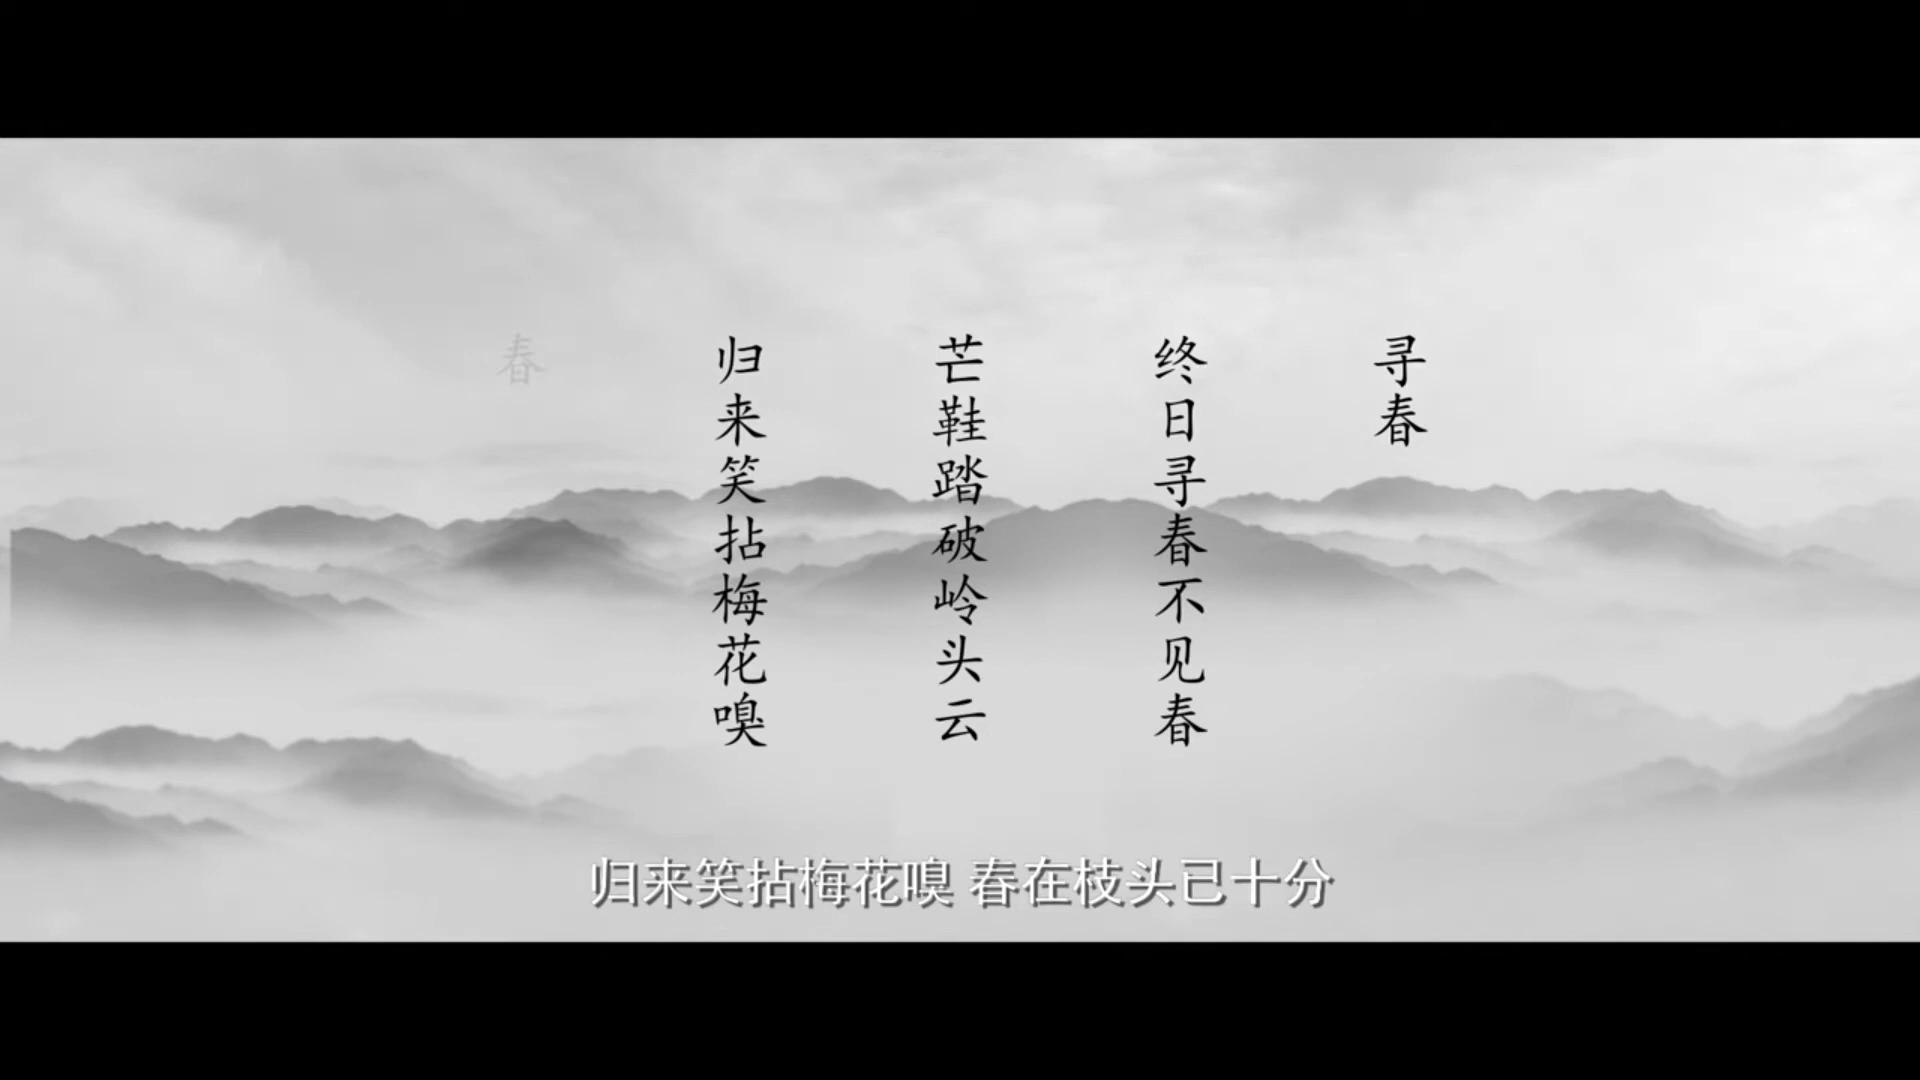 寻春
终日寻春不见春
芒鞋踏破岭头云
归来笑拈梅花嗅
春
归来笑拈梅花嗅 春在枝头已十分